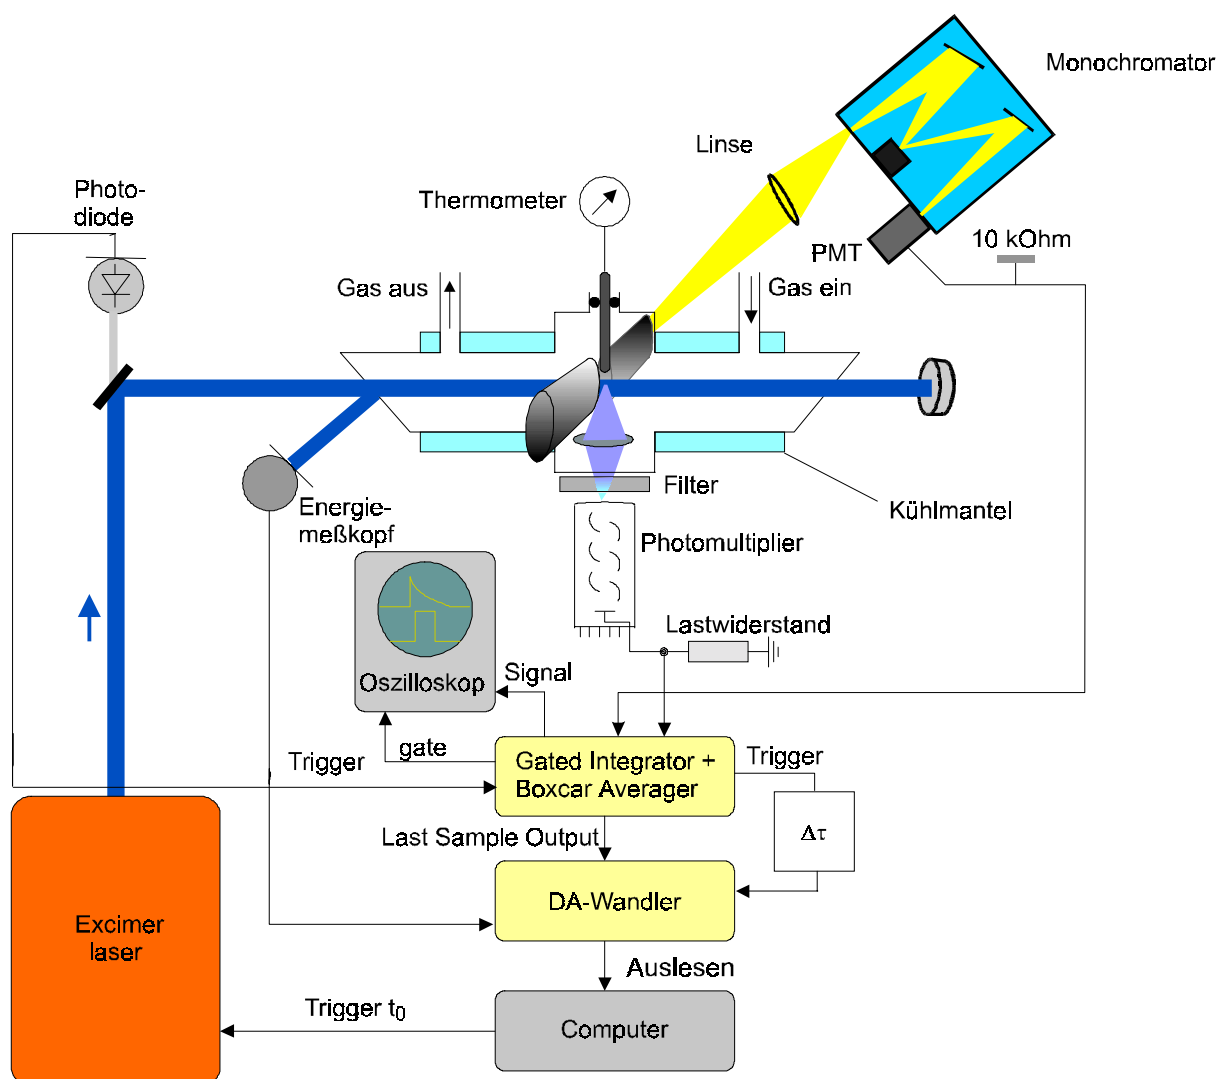 Monochromator
Linse
Photo-
diode
Thermometer
10 kOhm
PMT
Gas aus
Gas ein
Filter
Energie-
meßkopf
Kühlmantel
Photomultiplier
Lastwiderstand
Signal
Oszilloskop
gate
Trigger
Gated Integrator +
Boxcar Averager
Trigger
Last Sample Output
Δτ
DA-Wandler
Excimer
laser
Auslesen
Trigger t₀
Computer